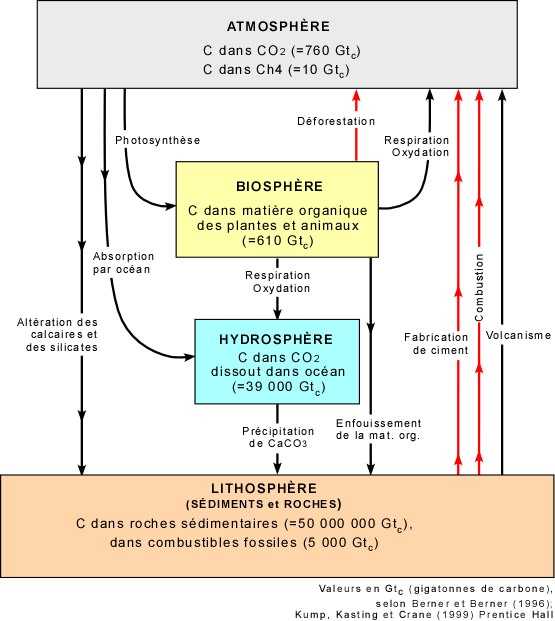 ATMOSPHÈRE
C dans CO2 (=760 Gtc)
C dans Ch4 (=10 Gtc)
Déforestation
Photosynthèse
Respiration
Oxydation
BIOSPHÈRE
C dans matière organique
des plantes et animaux
(=610 Gtc)
Absorption
par océan
Respiration
Oxydation
Combustion
Altération des
calcaires et
des silicates
HYDROSPHÈRE
C dans CO2
dissout dans océan
(=39 000 Gtc)
Fabrication
de ciment
Volcanisme
Précipitation
de CaCO3
Enfouissement
de la mat. org.
LITHOSPHÈRE
(SÉDIMENTS et ROCHES)
C dans roches sédimentaires (=50 000 000 Gtc),
dans combustibles fossiles (5 000 Gtc)
Valeurs en Gtc (gigatonnes de carbone),
selon Berner et Berner (1996);
Kump, Kasting et Crane (1999) Prentice Hall